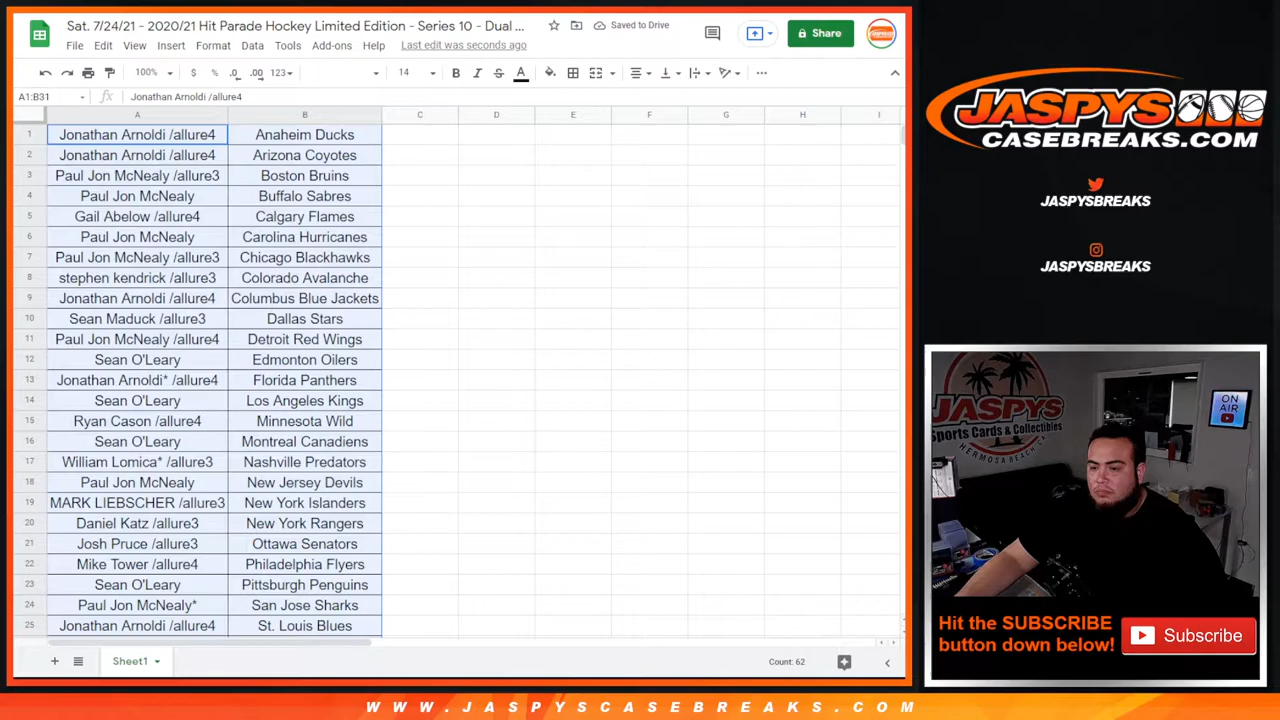 Sat. 7/24/21 - 2020/21 Hit Parade Hockey Limited Edition - Series 10 - Dual ...
Saved to Drive
Share
File Edit View Insert Format Data Tools Add-ons Help Last edit was seconds ago
100% $ % .0 .00 123 14 B I S A
A1:B31 fx Jonathan Arnoldi /allure4
A B C D E F G H I
1 Jonathan Arnoldi /allure4 Anaheim Ducks
2 Jonathan Arnoldi /allure4 Arizona Coyotes
3 Paul Jon McNealy /allure3 Boston Bruins
4 Paul Jon McNealy Buffalo Sabres
5 Gail Abelow /allure4 Calgary Flames
6 Paul Jon McNealy Carolina Hurricanes
7 Paul Jon McNealy /allure3 Chicago Blackhawks
8 stephen kendrick /allure3 Colorado Avalanche
9 Jonathan Arnoldi /allure4 Columbus Blue Jackets
10 Sean Maduck /allure3 Dallas Stars
11 Paul Jon McNealy /allure4 Detroit Red Wings
12 Sean O'Leary Edmonton Oilers
13 Jonathan Arnoldi* /allure4 Florida Panthers
14 Sean O'Leary Los Angeles Kings
15 Ryan Cason /allure4 Minnesota Wild
16 Sean O'Leary Montreal Canadiens
17 William Lomica* /allure3 Nashville Predators
18 Paul Jon McNealy New Jersey Devils
19 MARK LIEBSCHER /allure3 New York Islanders
20 Daniel Katz /allure3 New York Rangers
21 Josh Pruce /allure3 Ottawa Senators
22 Mike Tower /allure4 Philadelphia Flyers
23 Sean O'Leary Pittsburgh Penguins
24 Paul Jon McNealy* San Jose Sharks
25 Jonathan Arnoldi /allure4 St. Louis Blues
Sheet1
Count: 62
JASPYS
CASEBREAKS.COM
JASPYSBREAKS
JASPYSBREAKS
JASPYS
Sports Cards & Collectibles
HERMOSA BEACH, CA
ON
AIR
Hit the SUBSCRIBE
button down below!
Subscribe
WWW.JASPYSCASEBREAKS.COM